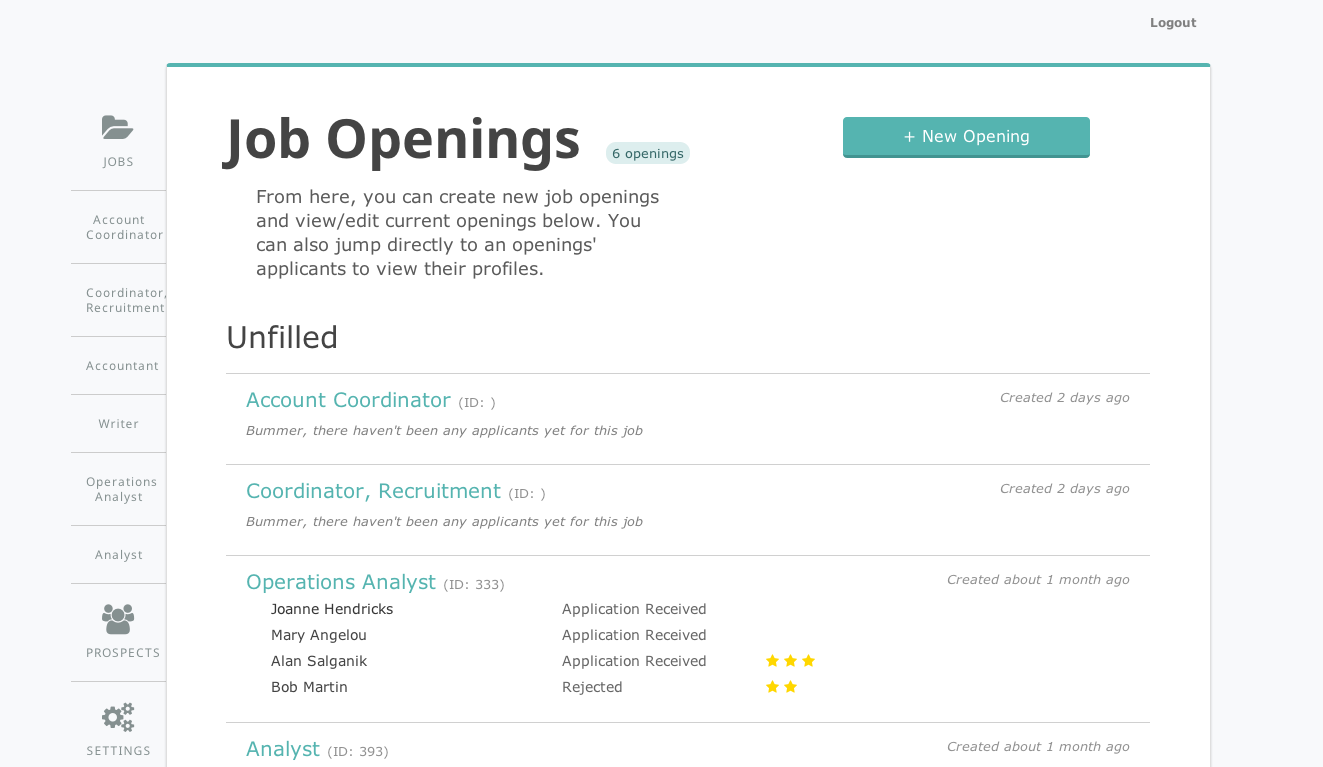 Logout
JOBS
Account
Coordinator
Coordinator,
Recruitment
Accountant
Writer
Operations
Analyst
Analyst
PROSPECTS
SETTINGS
Job Openings 6 openings
+ New Opening
From here, you can create new job openings
and view/edit current openings below. You
can also jump directly to an openings'
applicants to view their profiles.
Unfilled
Account Coordinator (ID: ) Created 2 days ago
Bummer, there haven't been any applicants yet for this job
Coordinator, Recruitment (ID: ) Created 2 days ago
Bummer, there haven't been any applicants yet for this job
Operations Analyst (ID: 333) Created about 1 month ago
Joanne Hendricks Application Received
Mary Angelou Application Received
Alan Salganik Application Received
Bob Martin Rejected
Analyst (ID: 393) Created about 1 month ago